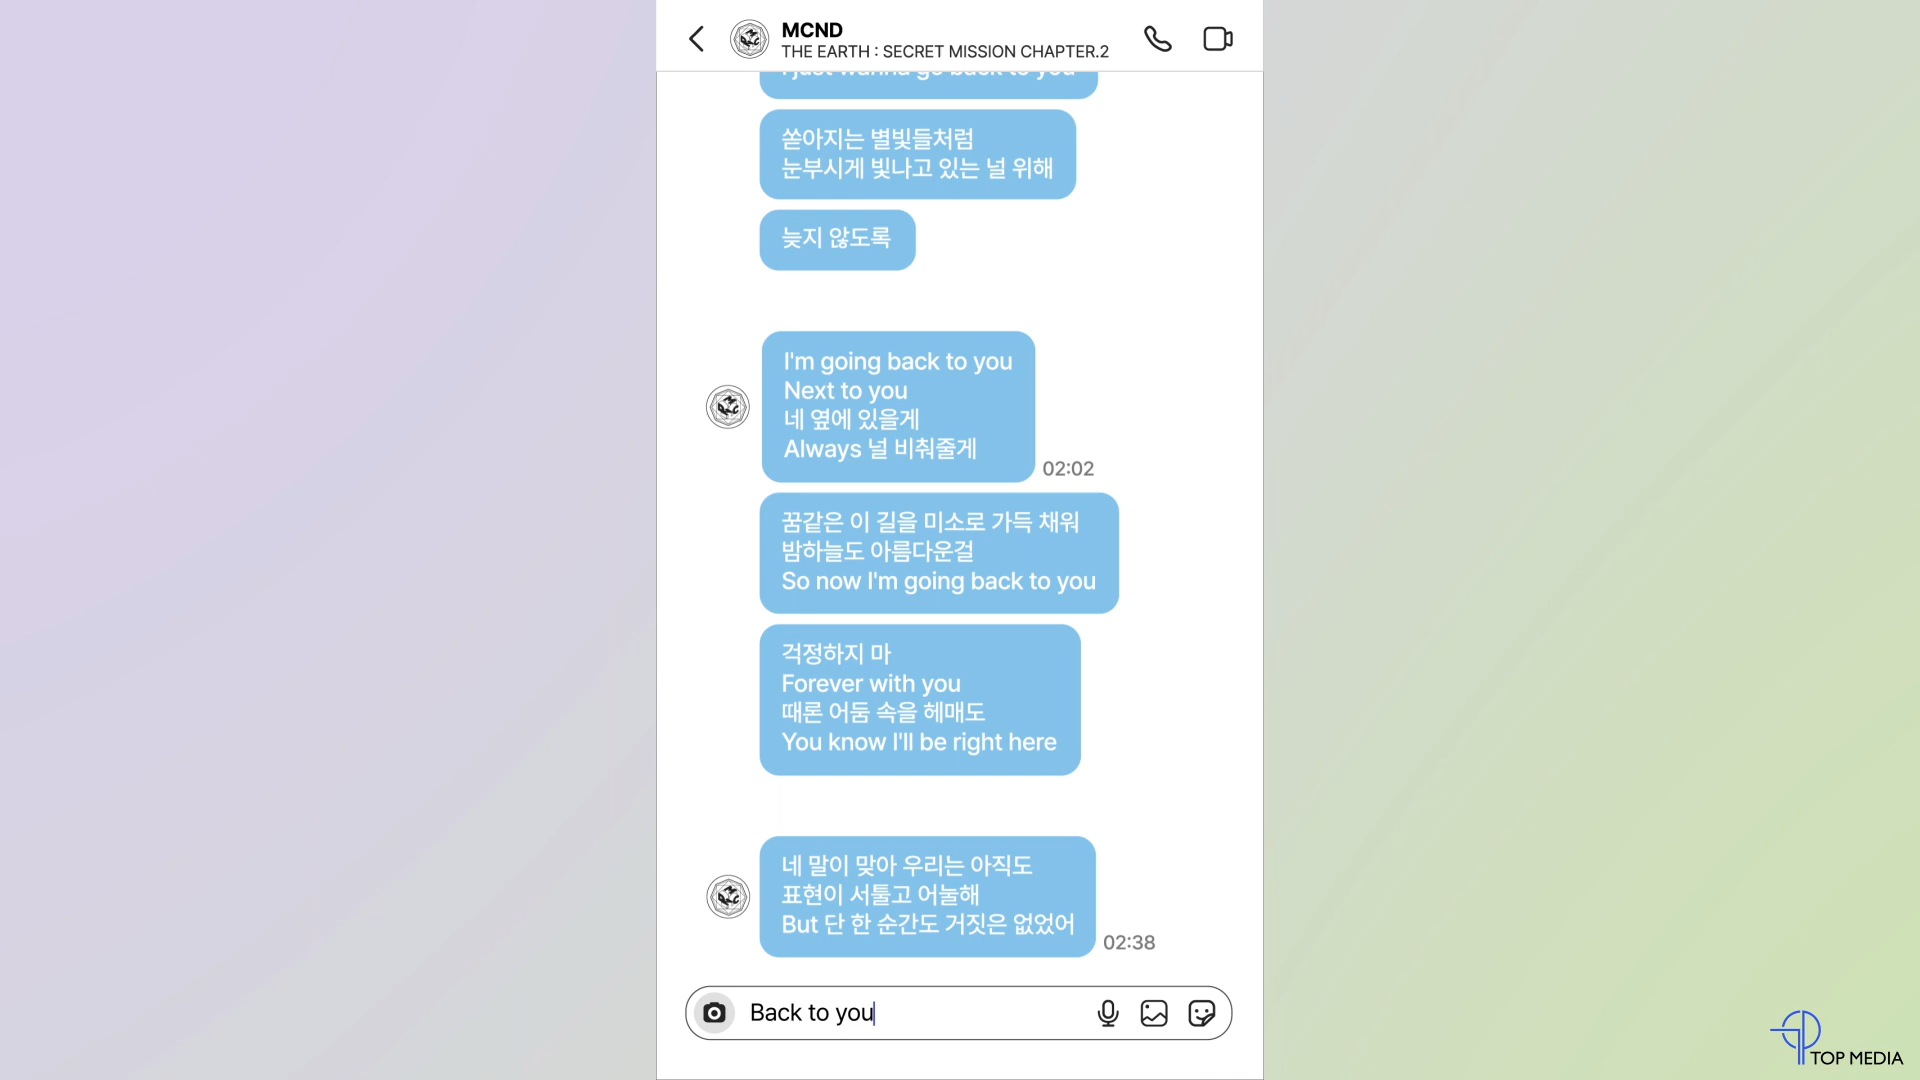 MCND
THE EARTH : SECRET MISSION CHAPTER.2
I just wanna go back to you
쏟아지는 별빛들처럼
눈부시게 빛나고 있는 널 위해
늦지 않도록
I'm going back to you
Next to you
네 옆에 있을게
Always 널 비춰줄게
02:02
꿈같은 이 길을 미소로 가득 채워
밤하늘도 아름다운걸
So now I'm going back to you
걱정하지 마
Forever with you
때론 어둠 속을 헤매도
You know I'll be right here
네 말이 맞아 우리는 아직도
표현이 서툴고 어눌해
But 단 한 순간도 거짓은 없었어
02:38
Back to you
TOP MEDIA